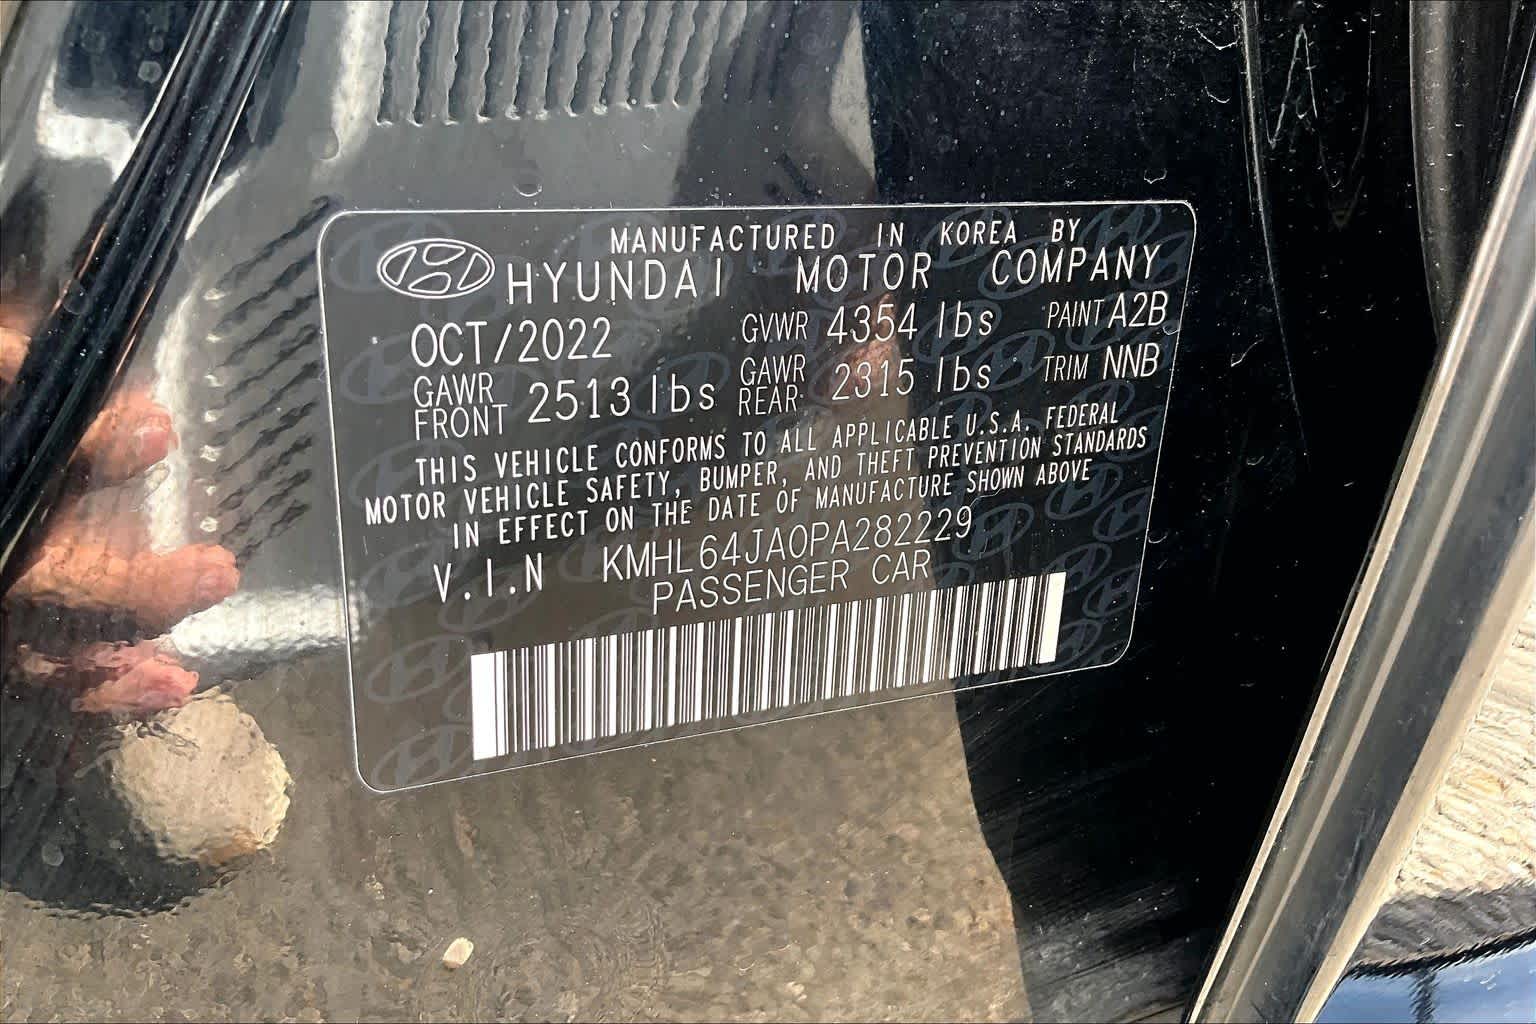 MANUFACTURED IN KOREA BY
HYUNDAI MOTOR COMPANY
OCT/2022 GVWR 4354 lbs PAINT A2B
GAWR FRONT 2513 lbs GAWR REAR 2315 lbs TRIM NNB
THIS VEHICLE CONFORMS TO ALL APPLICABLE U.S.A. FEDERAL
MOTOR VEHICLE SAFETY, BUMPER, AND THEFT PREVENTION STANDARDS
IN EFFECT ON THE DATE OF MANUFACTURE SHOWN ABOVE
V.I.N KMHL64JA0PA282229
PASSENGER CAR